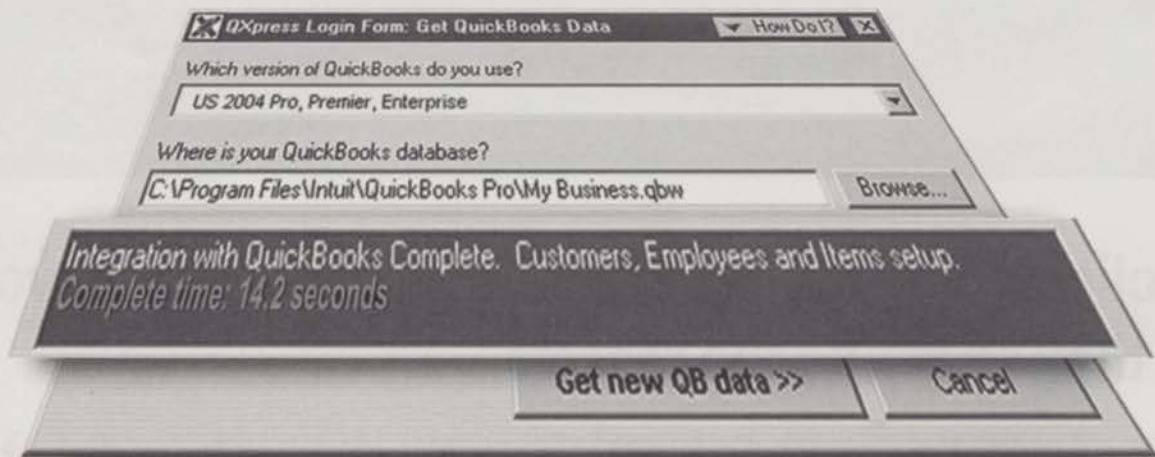 QXpress Login Form: Get QuickBooks Data
How Do I?
Which version of QuickBooks do you use?
US 2004 Pro, Premier, Enterprise
Where is your QuickBooks database?
C:\Program Files\Intuit\QuickBooks Pro\My Business.qbw
Browse...
Integration with QuickBooks Complete. Customers, Employees and Items setup.
Complete time: 14.2 seconds
Get new QB data >>
Cancel